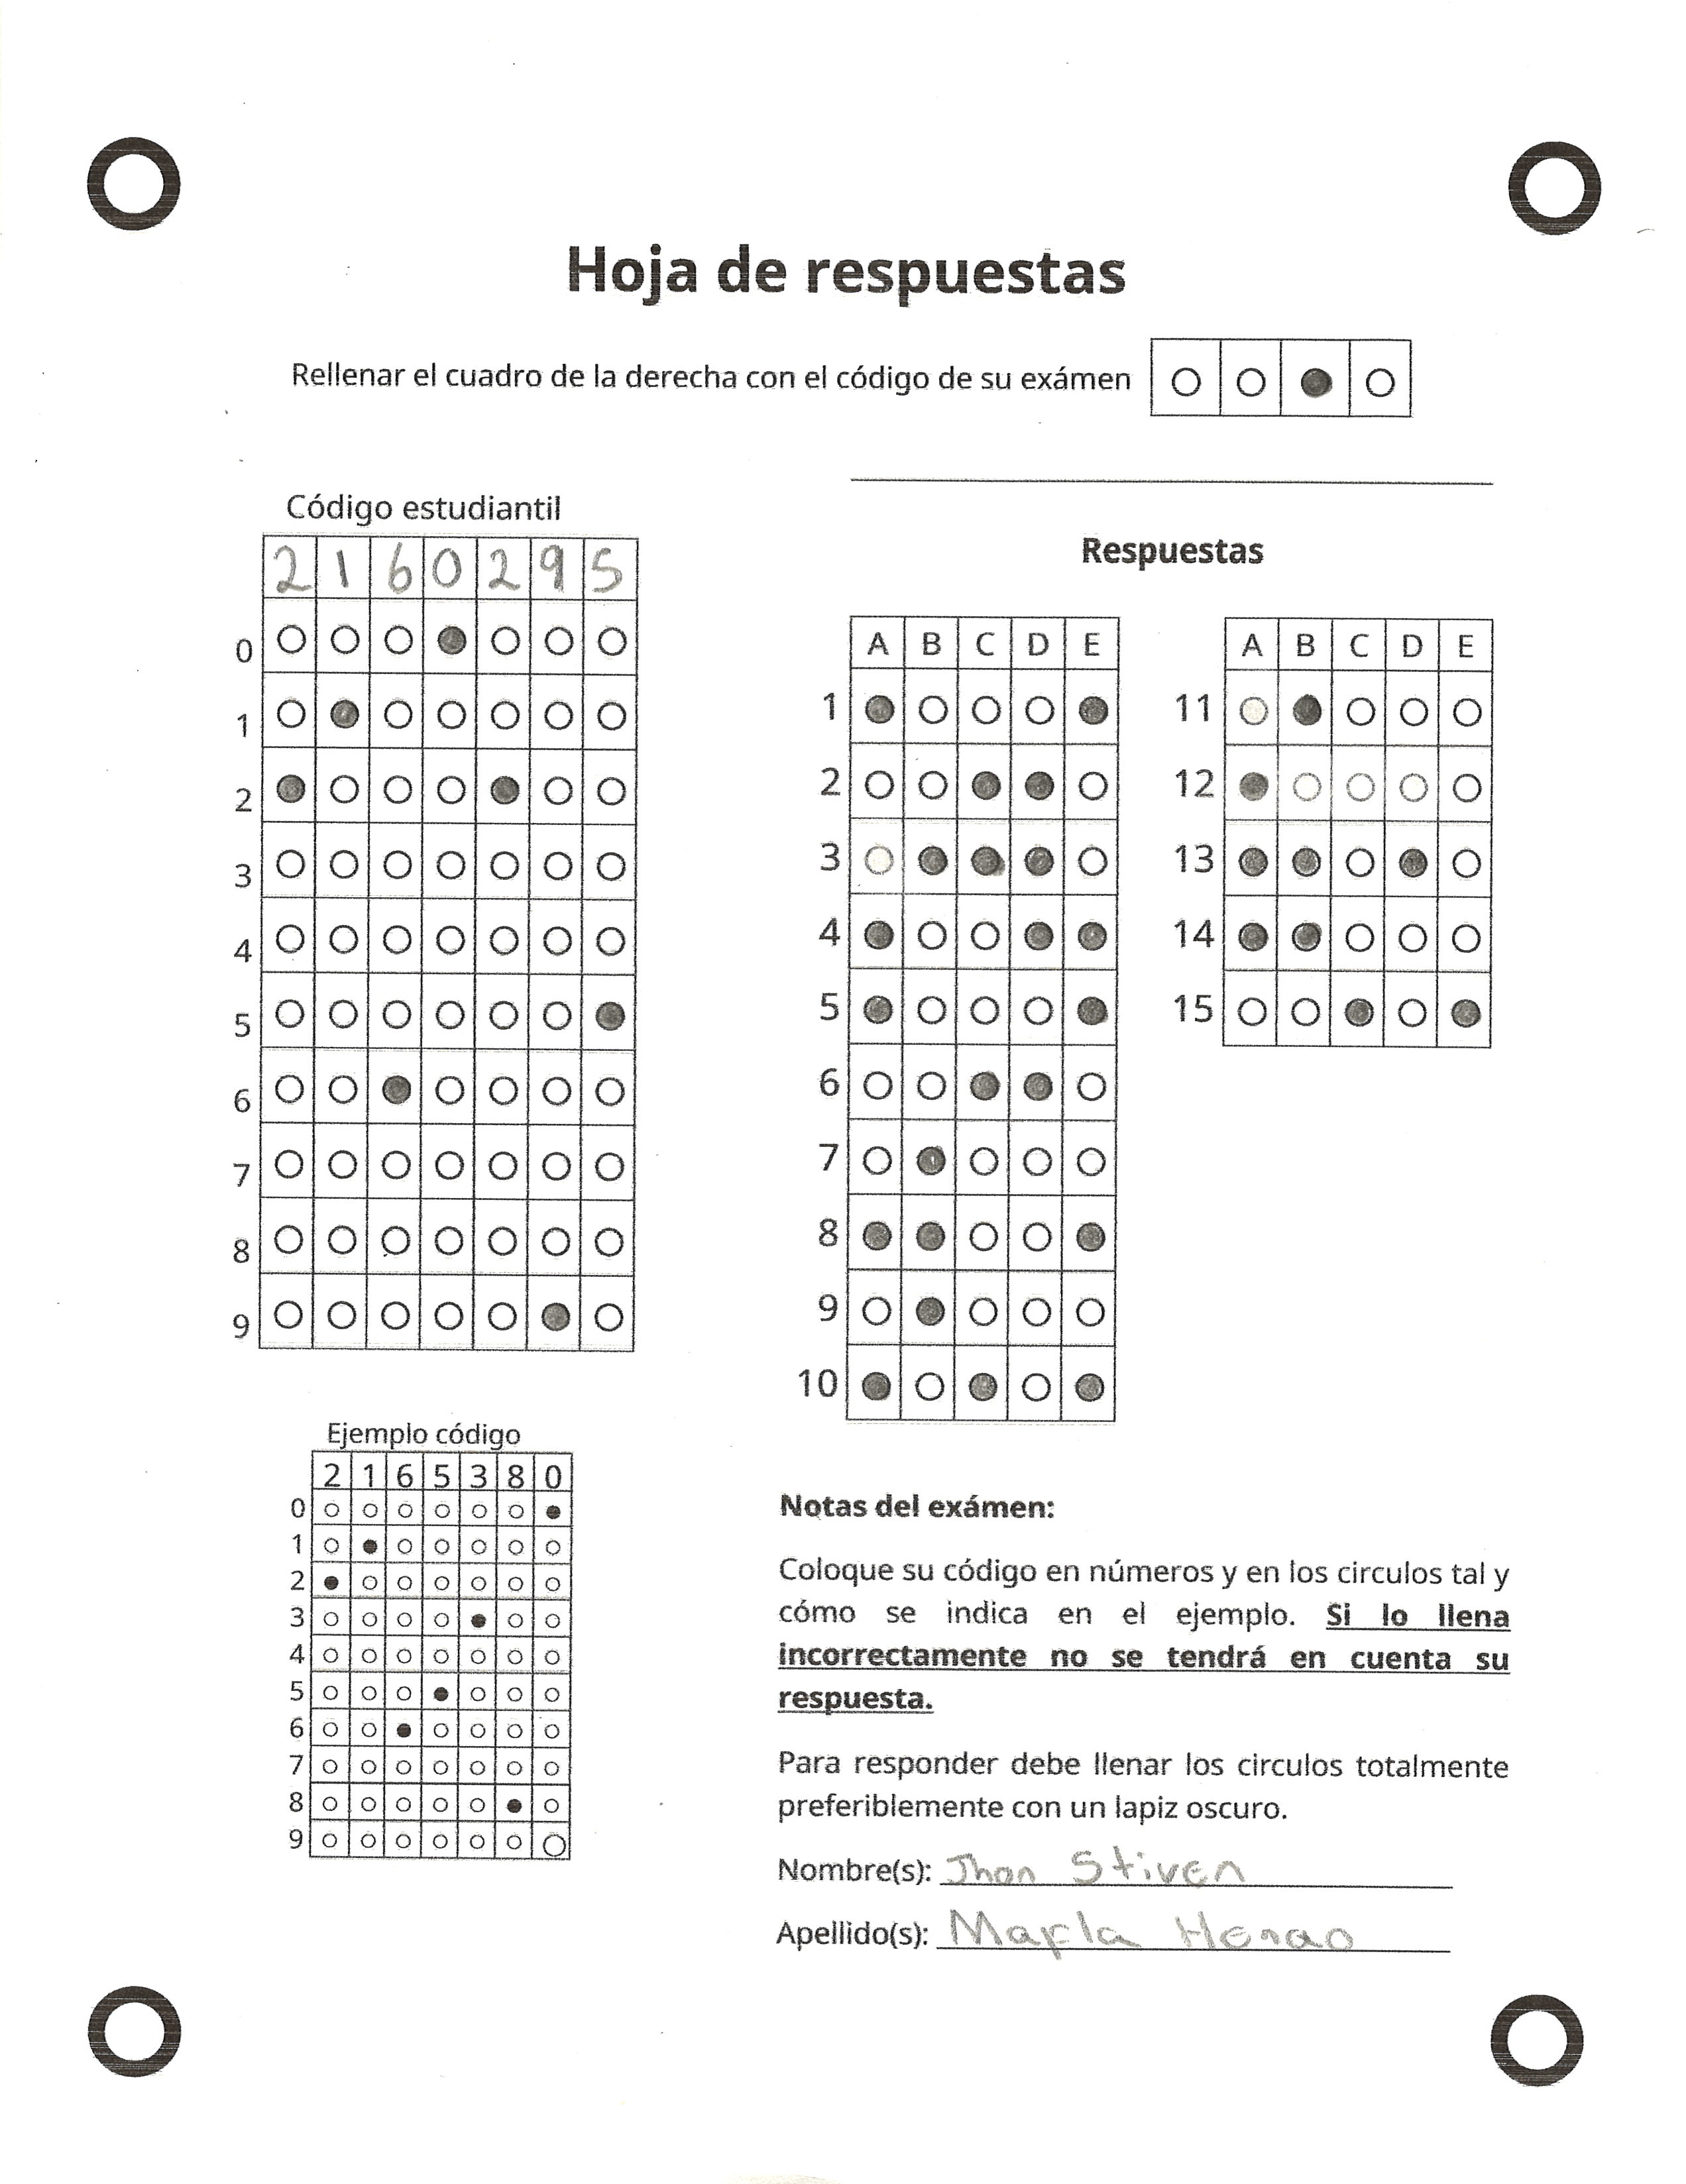 Hoja de respuestas
Rellenar el cuadro de la derecha con el código de su exámen
Código estudiantil
2 1 6 0 2 9 5
0
1
2
3
4
5
6
7
8
9
Respuestas
A B C D E
1
2
3
4
5
6
7
8
9
10
A B C D E
11
12
13
14
15
Ejemplo código
2 1 6 5 3 8 0
0
1
2
3
4
5
6
7
8
9
Notas del exámen:
Coloque su código en números y en los circulos tal y
cómo se indica en el ejemplo. Si lo llena
incorrectamente no se tendrá en cuenta su
respuesta.
Para responder debe llenar los circulos totalmente
preferiblemente con un lapiz oscuro.
Nombre(s): Jhon Stiven
Apellido(s): Mafla Henao